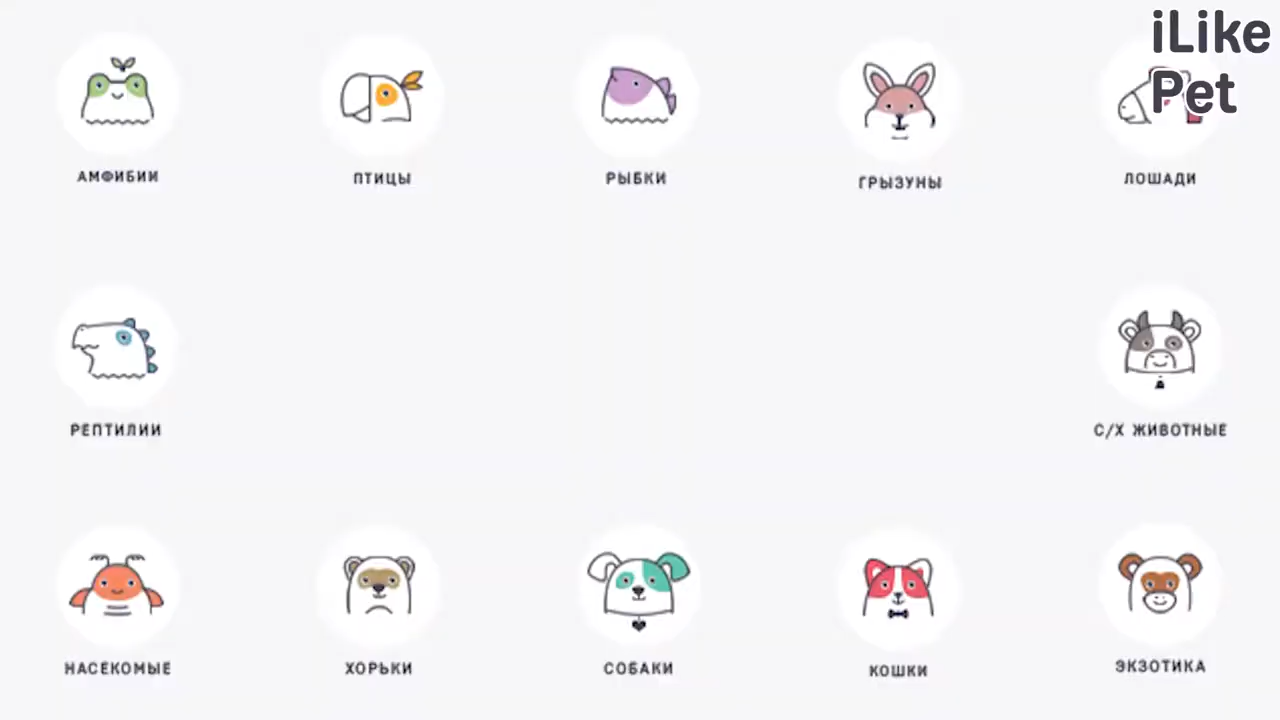 iLike
Pet
АМФИБИИ
ПТИЦЫ
РЫБКИ
ГРЫЗУНЫ
ЛОШАДИ
РЕПТИЛИИ
С/Х ЖИВОТНЫЕ
НАСЕКОМЫЕ
ХОРЬКИ
СОБАКИ
КОШКИ
ЭКЗОТИКА